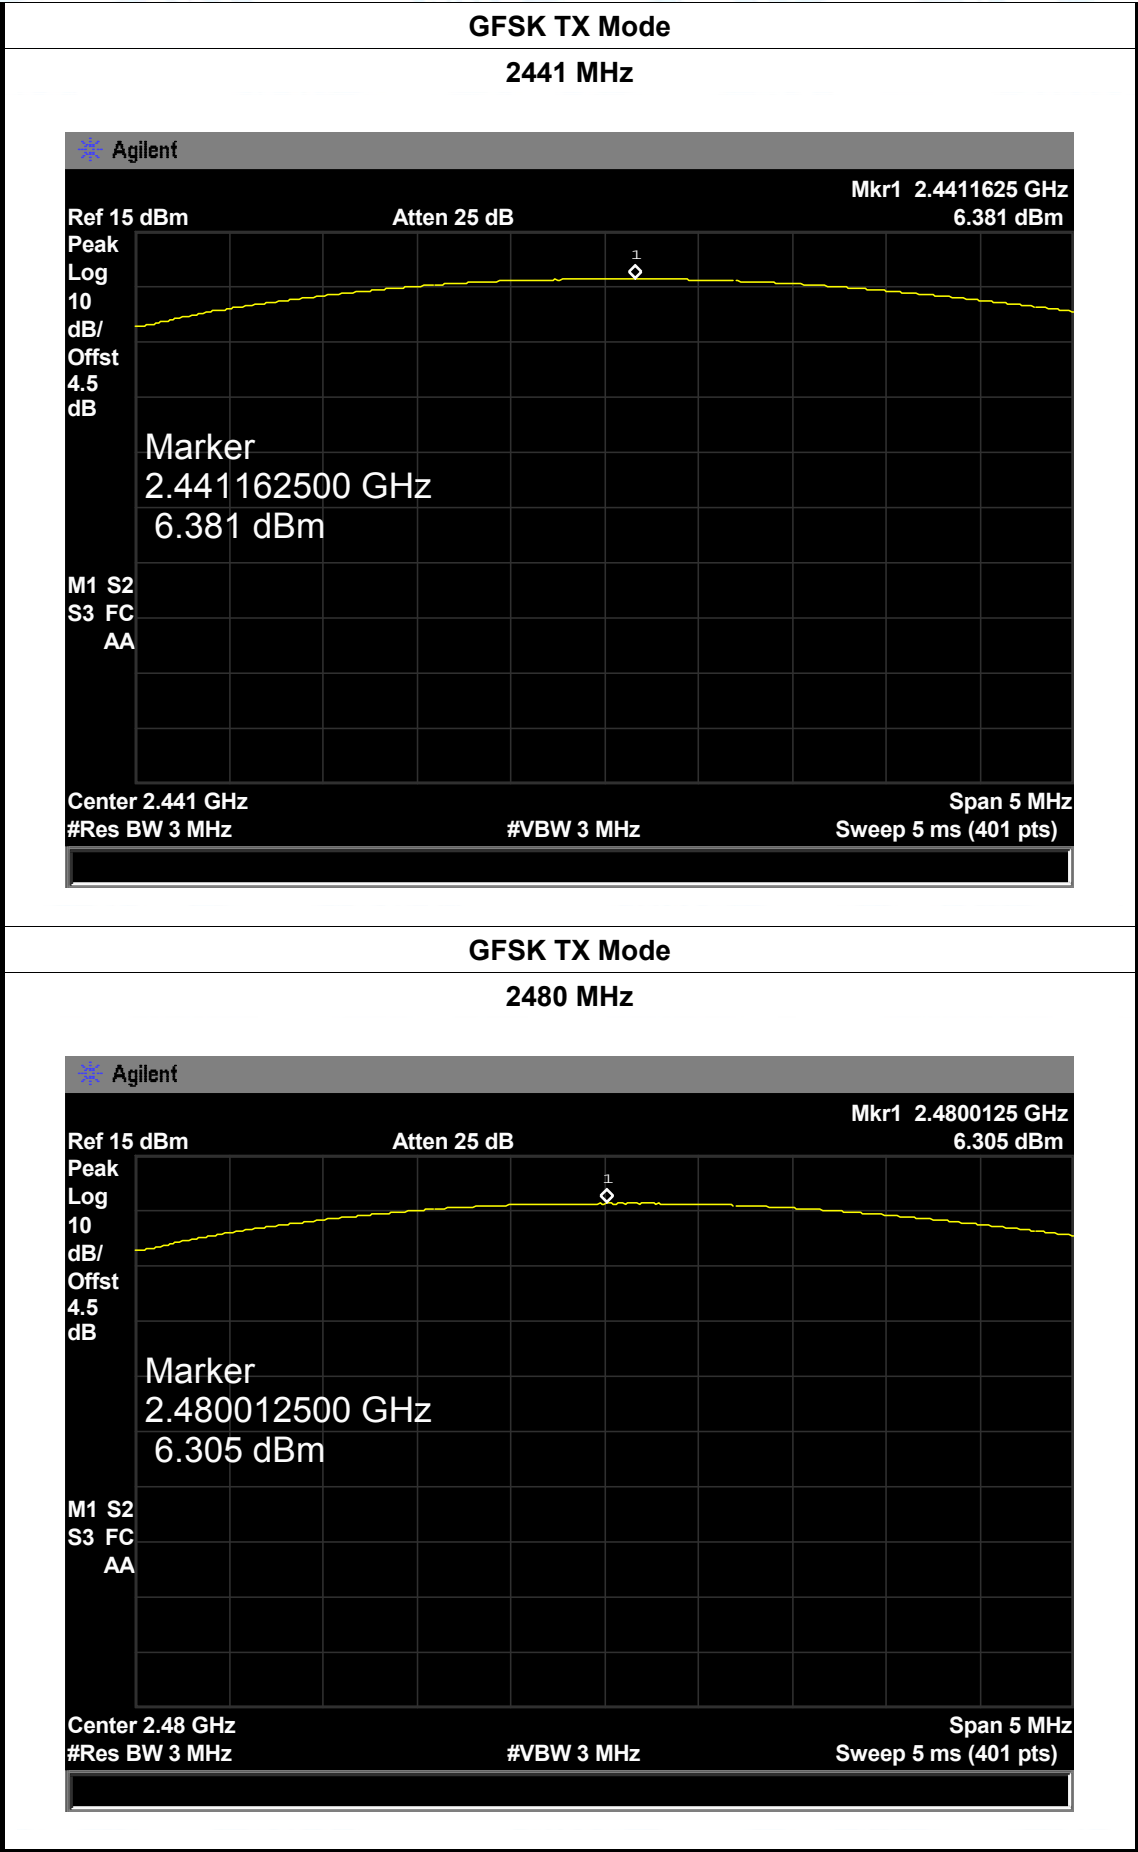 GFSK TX Mode
2441 MHz
Agilent
Mkr1 2.4411625 GHz
Ref 15 dBm Atten 25 dB 6.381 dBm
Peak
Log
10
dB/
Offst
4.5
dB
1
Marker
2.441162500 GHz
6.381 dBm
M1 S2
S3 FC
AA
Center 2.441 GHz Span 5 MHz
#Res BW 3 MHz #VBW 3 MHz Sweep 5 ms (401 pts)
GFSK TX Mode
2480 MHz
Agilent
Mkr1 2.4800125 GHz
Ref 15 dBm Atten 25 dB 6.305 dBm
Peak
Log
10
dB/
Offst
4.5
dB
1
Marker
2.480012500 GHz
6.305 dBm
M1 S2
S3 FC
AA
Center 2.48 GHz Span 5 MHz
#Res BW 3 MHz #VBW 3 MHz Sweep 5 ms (401 pts)